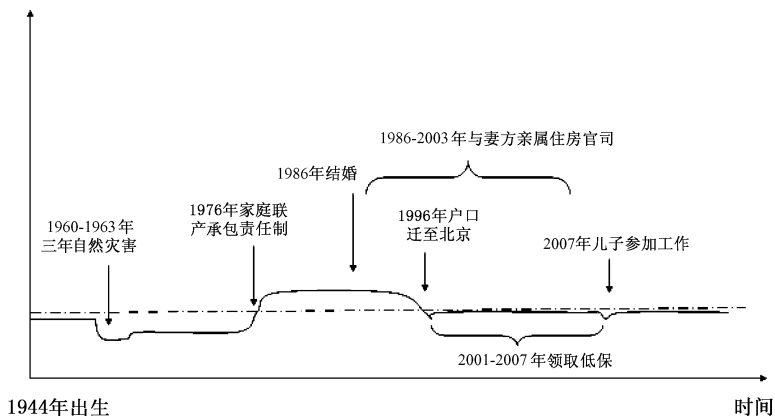 1986-2003年与妻方亲属住房官司
1986年结婚
1976年家庭联
产承包责任制
1996年户口
迁至北京
1960-1963年
三年自然灾害
2007年儿子参加工作
2001-2007年领取低保
1944年出生
时间